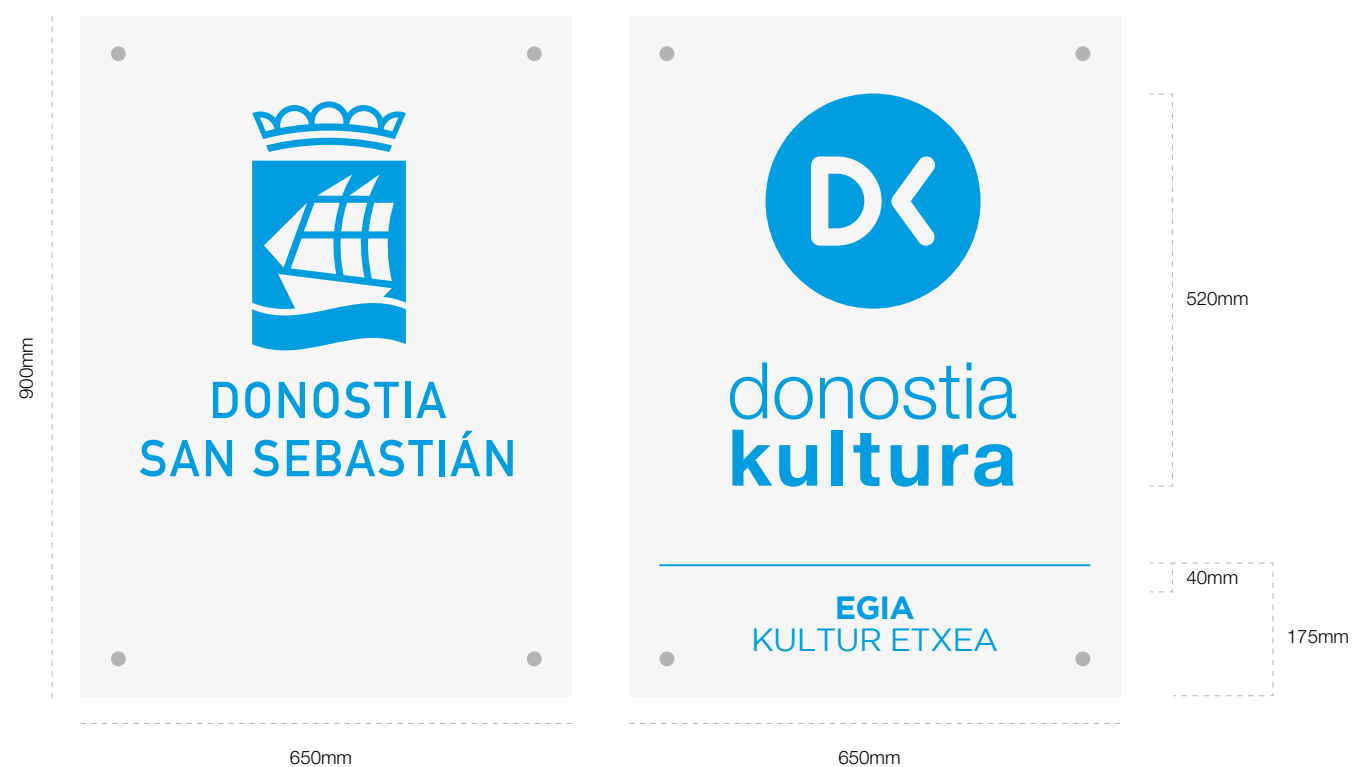 900mm
DONOSTIA
SAN SEBASTIÁN
650mm
DK
donostia
kultura
EGIA
KULTUR ETXEA
650mm
520mm
40mm
175mm